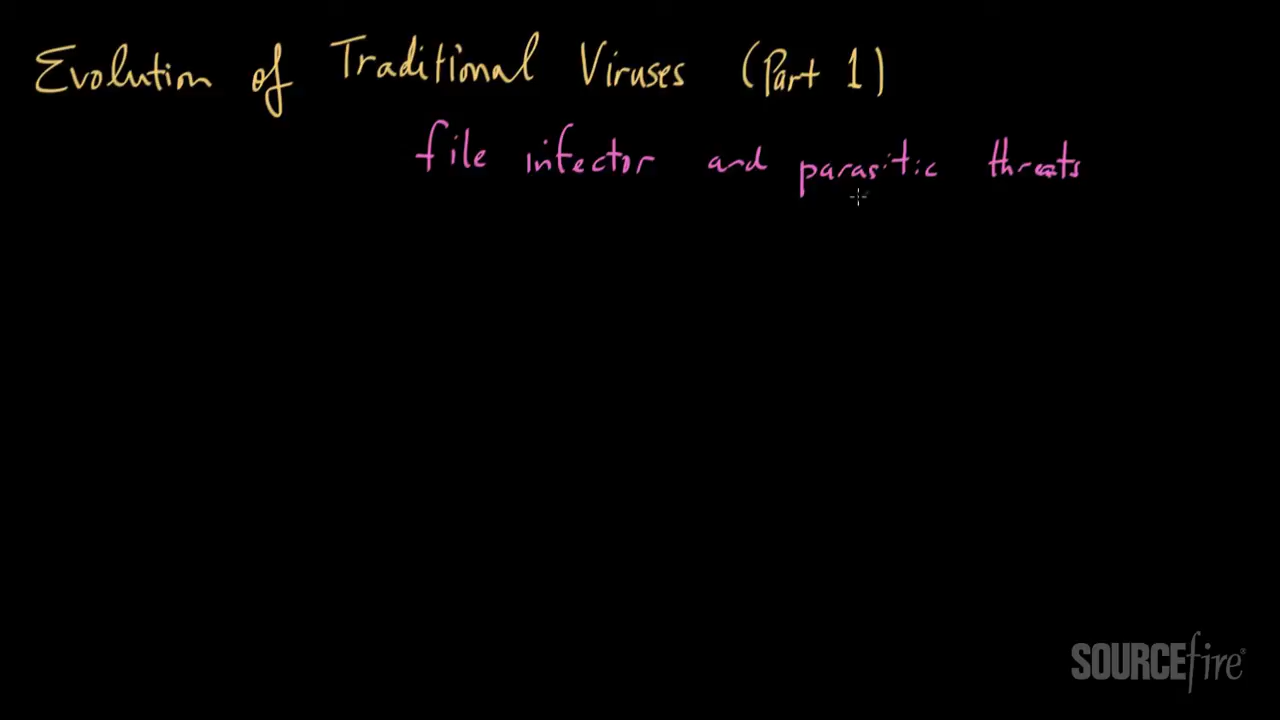 Evolution of Traditional Viruses (Part 1)
file infector and parasitic threats
SOURCEfire®